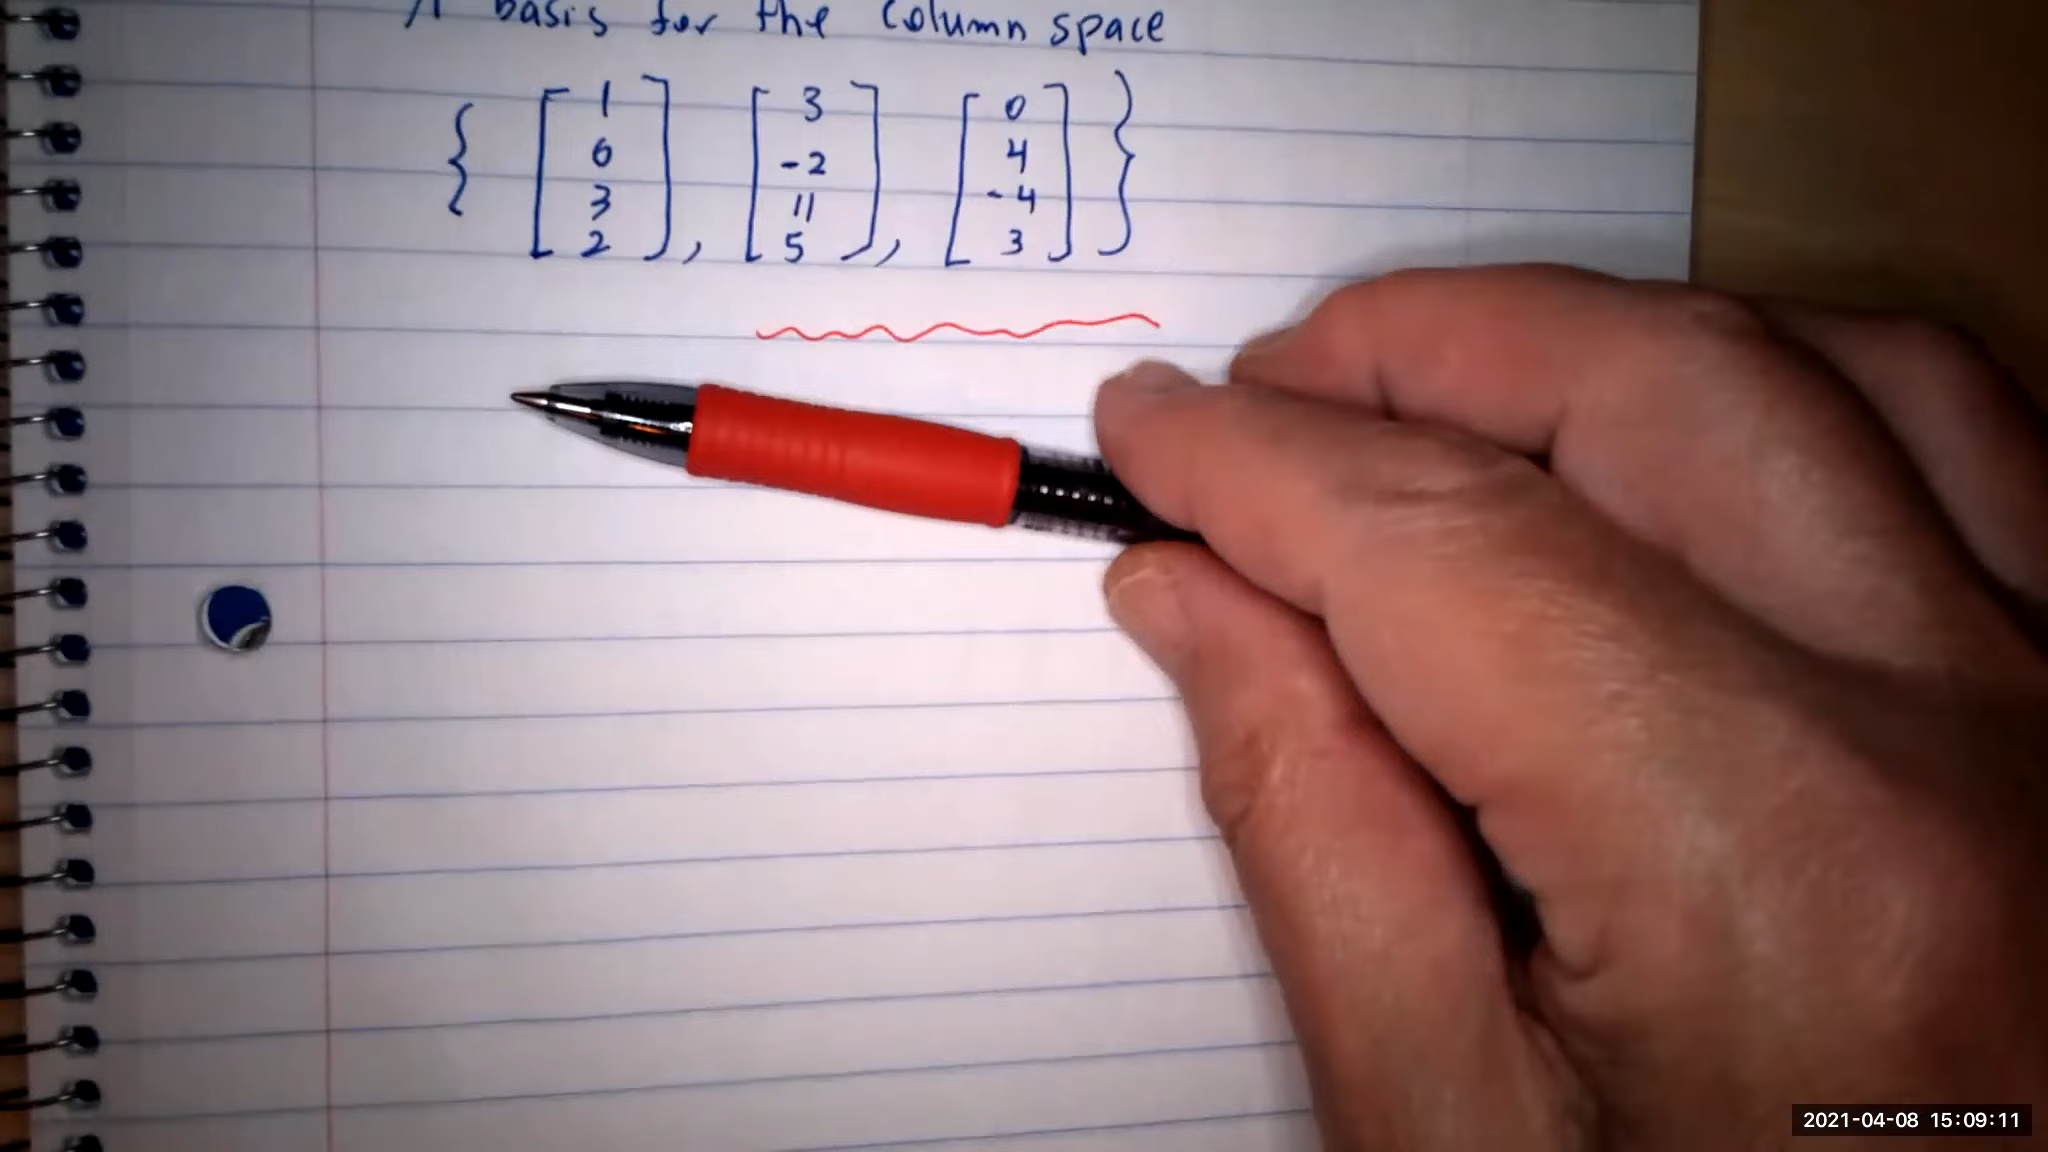 A basis for the column space
{ [ 1 ] , [ 3 ] , [ 0 ] }
0 -2 4
3 11 -4
2 5 3
2021-04-08 15:09:11